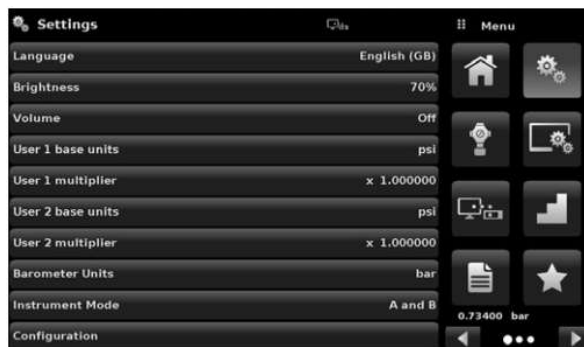 Settings
Menu
Language English (GB)
Brightness 70%
Volume Off
User 1 base units psi
User 1 multiplier x 1.000000
User 2 base units psi
User 2 multiplier x 1.000000
Barometer Units bar
Instrument Mode A and B
Configuration
0.73400 bar